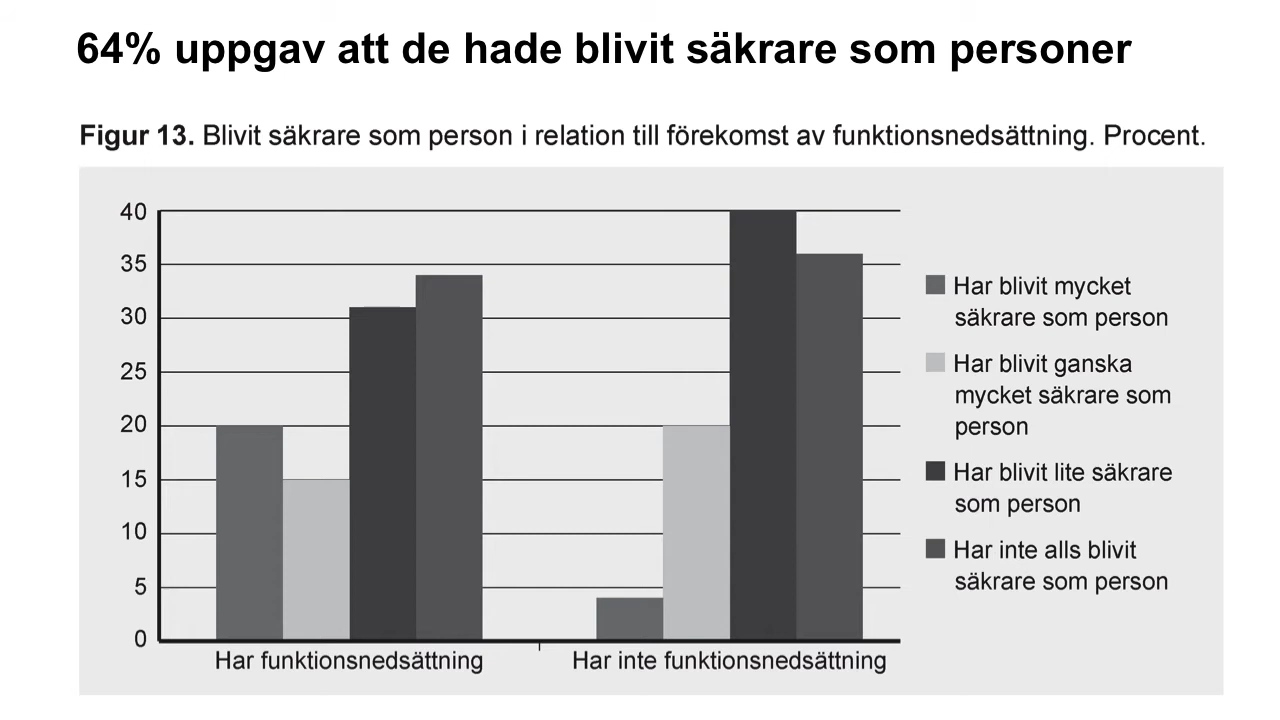 64% uppgav att de hade blivit säkrare som personer
Figur 13. Blivit säkrare som person i relation till förekomst av funktionsnedsättning. Procent.
40
35
30
25
20
15
10
5
0
Har funktionsnedsättning
Har inte funktionsnedsättning
Har blivit mycket
säkrare som person
Har blivit ganska
mycket säkrare som
person
Har blivit lite säkrare
som person
Har inte alls blivit
säkrare som person